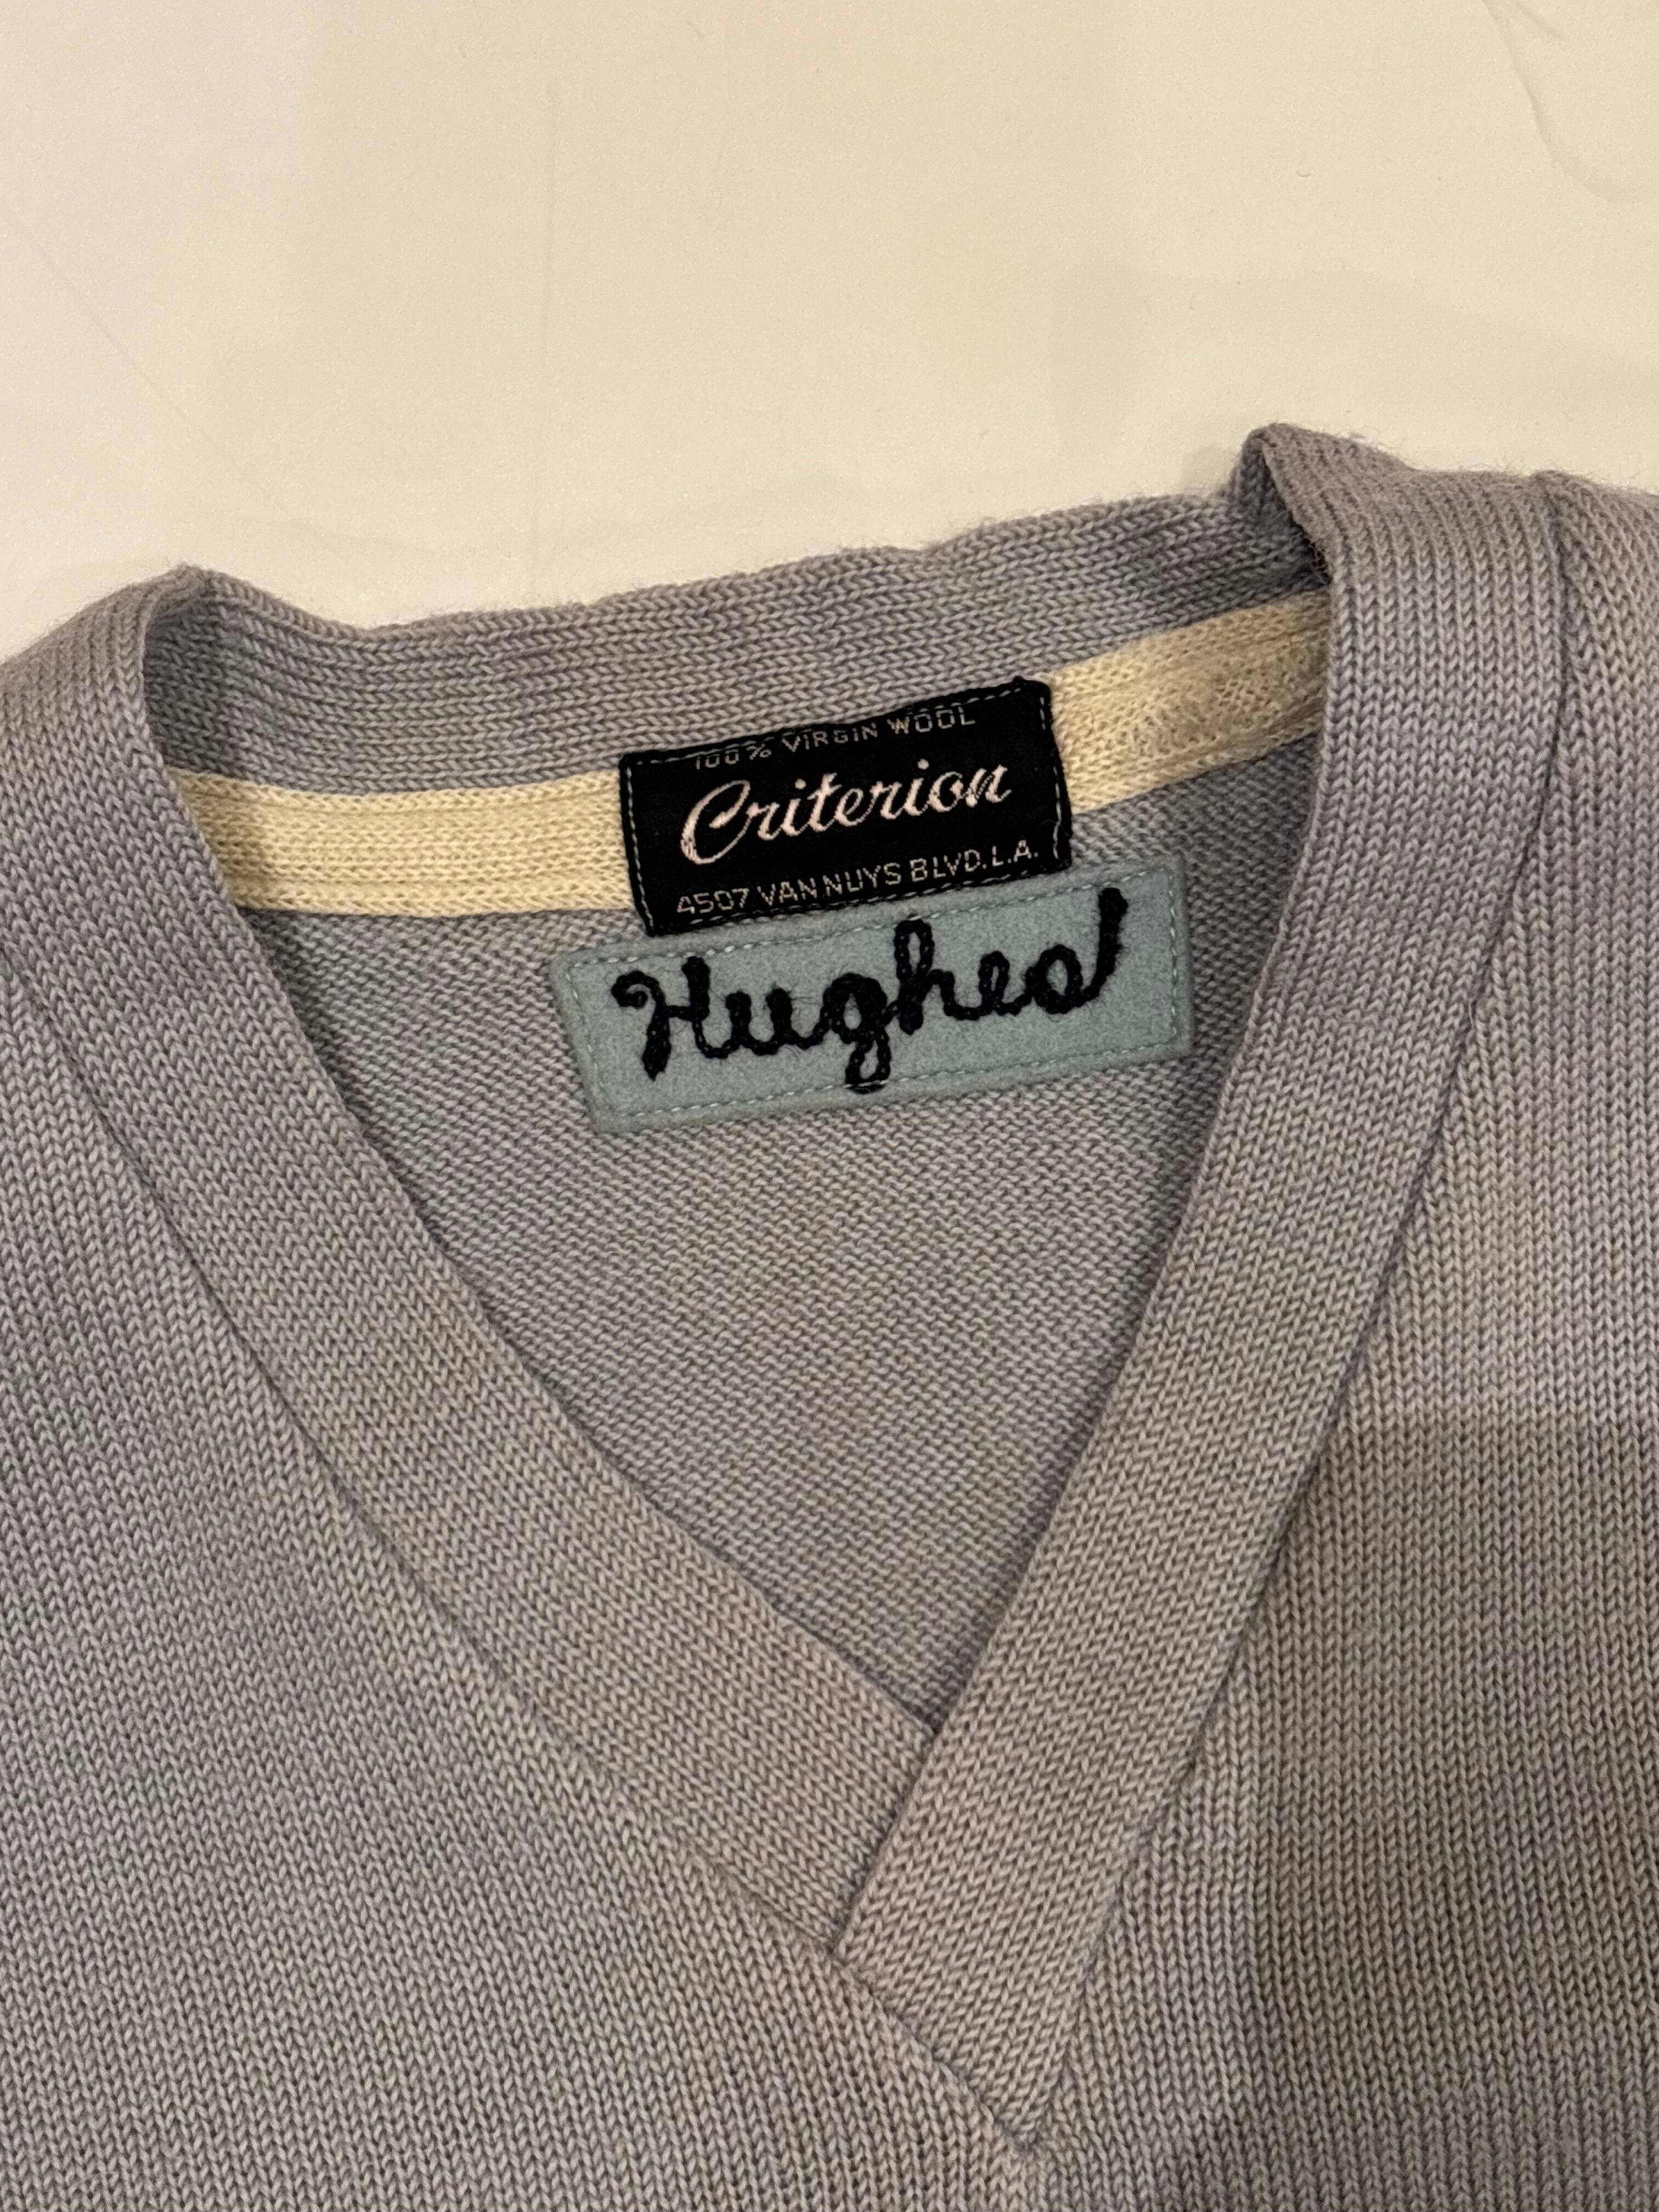 100% VIRGIN WOOL
Criterion
4507 VAN NUYS BLVD. L.A.
Hughes